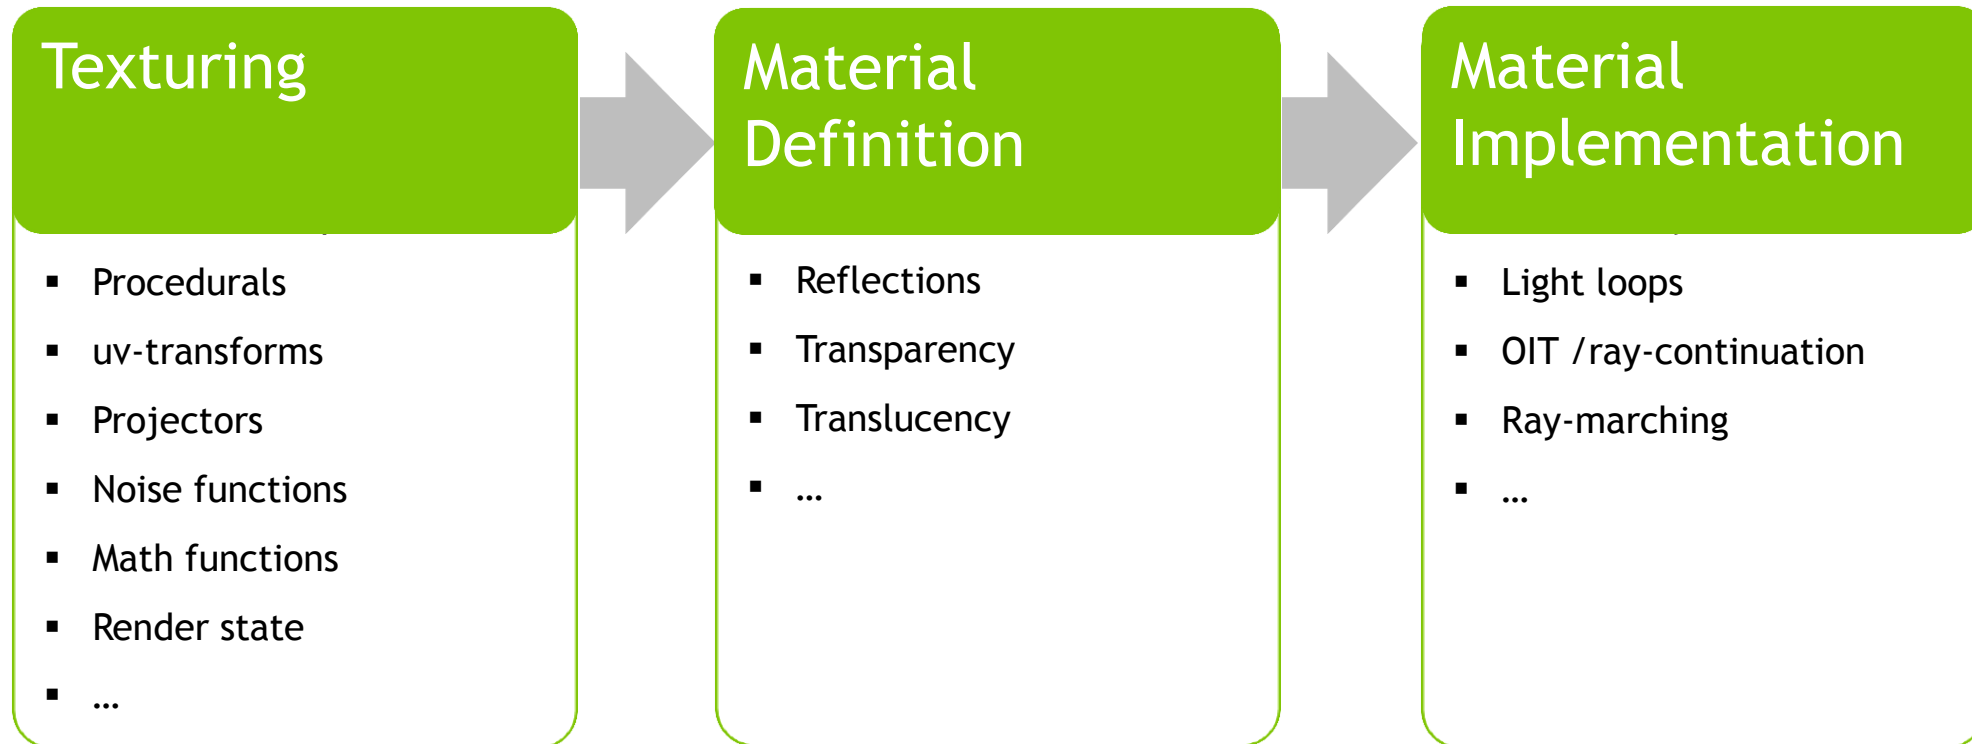 Texturing
Procedurals
uv-transforms
Projectors
Noise functions
Math functions
Render state
…
Material
Definition
Reflections
Transparency
Translucency
…
Material
Implementation
Light loops
OIT /ray-continuation
Ray-marching
…